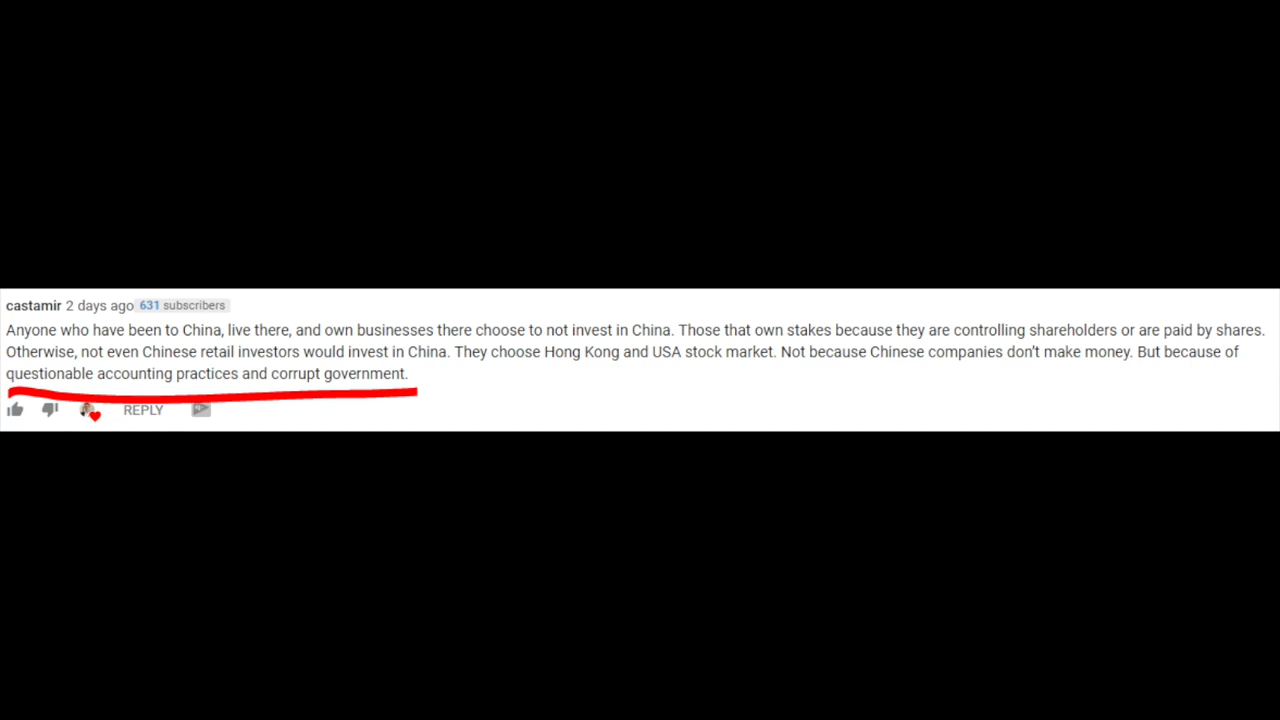 castamir 2 days ago 631 subscribers
Anyone who have been to China, live there, and own businesses there choose to not invest in China. Those that own stakes because they are controlling shareholders or are paid by shares.
Otherwise, not even Chinese retail investors would invest in China. They choose Hong Kong and USA stock market. Not because Chinese companies don’t make money. But because of
questionable accounting practices and corrupt government.
REPLY